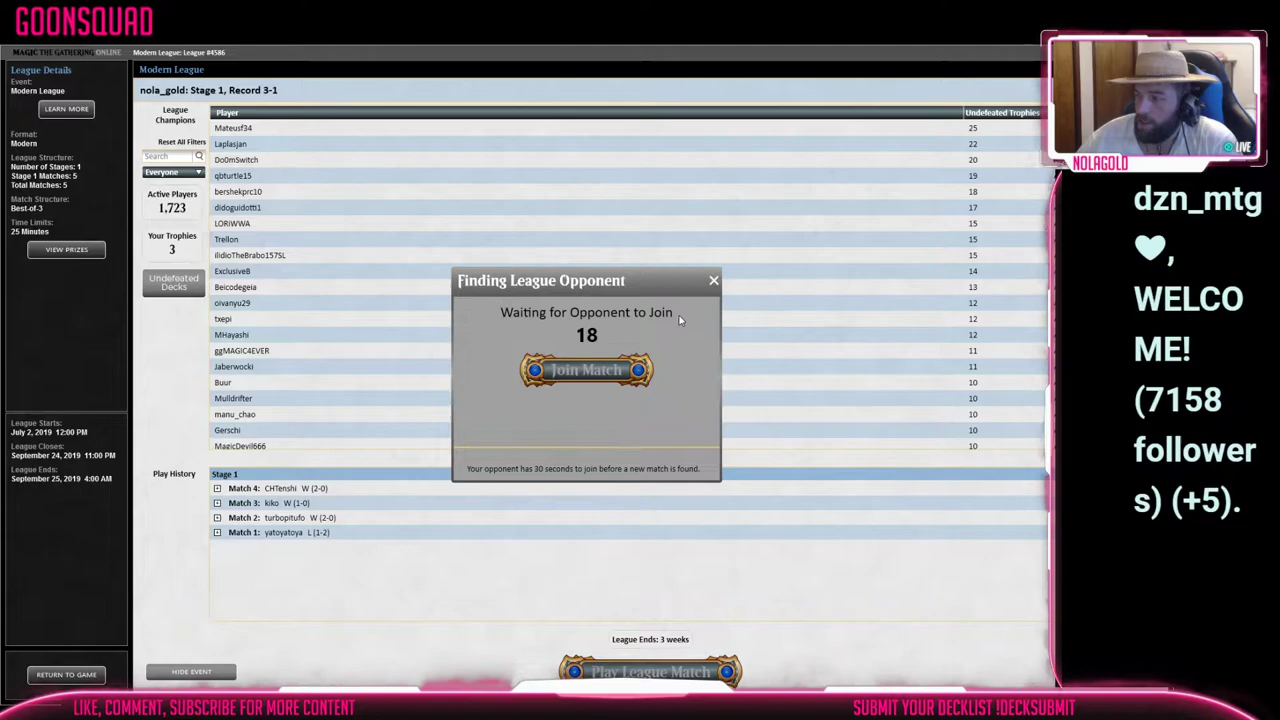 GOONSQUAD
MAGIC THE GATHERING ONLINE
Modern League: League #4586
League Details
Event:
Modern League
LEARN MORE
Format:
Modern
League Structure:
Number of Stages: 1
Stage 1 Matches: 5
Total Matches: 5
Match Structure:
Best-of-3
Time Limits:
25 Minutes
VIEW PRIZES
League Starts:
July 2, 2019 12:00 PM
League Closes:
September 24, 2019 11:00 PM
League Ends:
September 25, 2019 4:00 AM
RETURN TO GAME
Modern League
nola_gold: Stage 1, Record 3-1
League
Champions
Reset All Filters
Search
Everyone
Active Players
1,723
Your Trophies
3
Undefeated
Decks
Player Undefeated Trophies
Mateusf34 25
Laplasjan 22
Do0mSwitch 20
qbturtle15 19
bershekprc10 18
didoguidotti1 17
LORiWWA 15
Trellon 15
ilidioTheBrabo157SL 15
ExclusiveB 14
Beicodegeia 13
oivanyu29 12
txepi 12
MHayashi 12
ggMAGIC4EVER 11
Jaberwocki 11
Buur 10
Mulldrifter 10
manu_chao 10
Gerschi 10
MagicDevil666 10
Finding League Opponent
Waiting for Opponent to Join
18
Join Match
Your opponent has 30 seconds to join before a new match is found.
Play History
Stage 1
Match 4: CHTenshi W (2-0)
Match 3: kiko W (1-0)
Match 2: turbopitufo W (2-0)
Match 1: yatoyatoya L (1-2)
League Ends: 3 weeks
HIDE EVENT
Play League Match
LIVE
NOLAGOLD
dzn_mtg
,
WELCO
ME!
(7158
follower
s) (+5).
LIKE, COMMENT, SUBSCRIBE FOR MORE CONTENT
SUBMIT YOUR DECKLIST !DECKSUBMIT